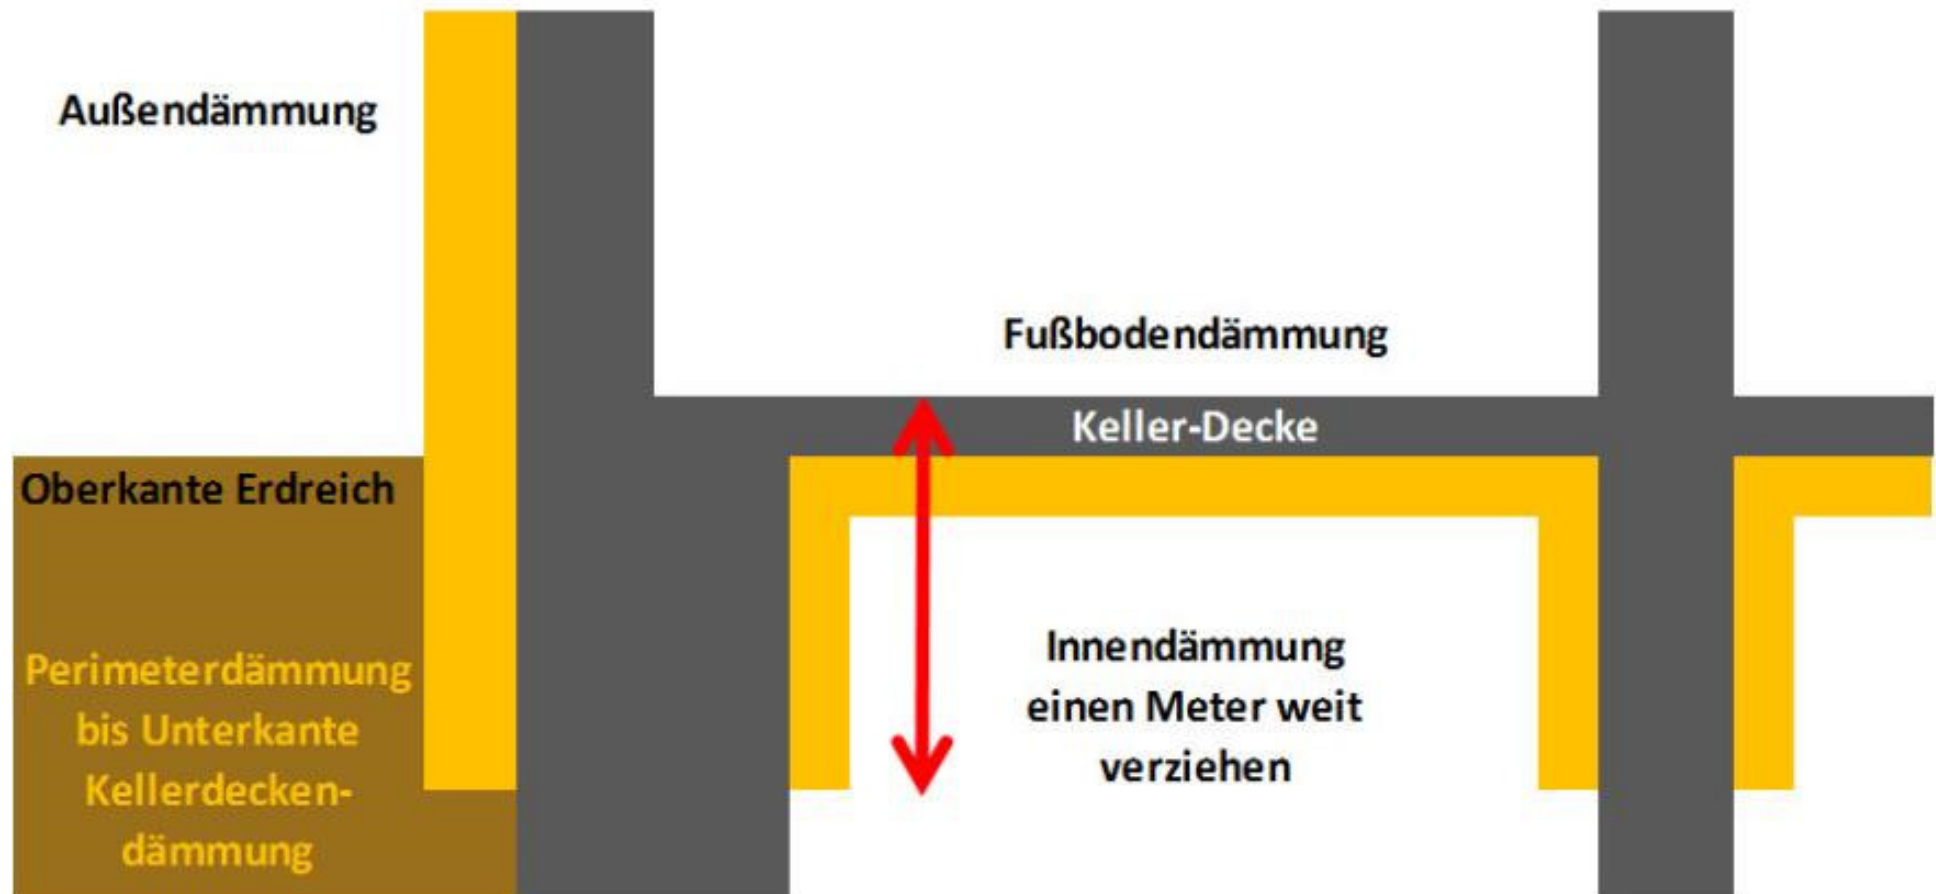 Außendämmung
Fußbodendämmung
Keller-Decke
Oberkante Erdreich
Perimeterdämmung
bis Unterkante
Kellerdecken-
dämmung
Innendämmung
einen Meter weit
verziehen